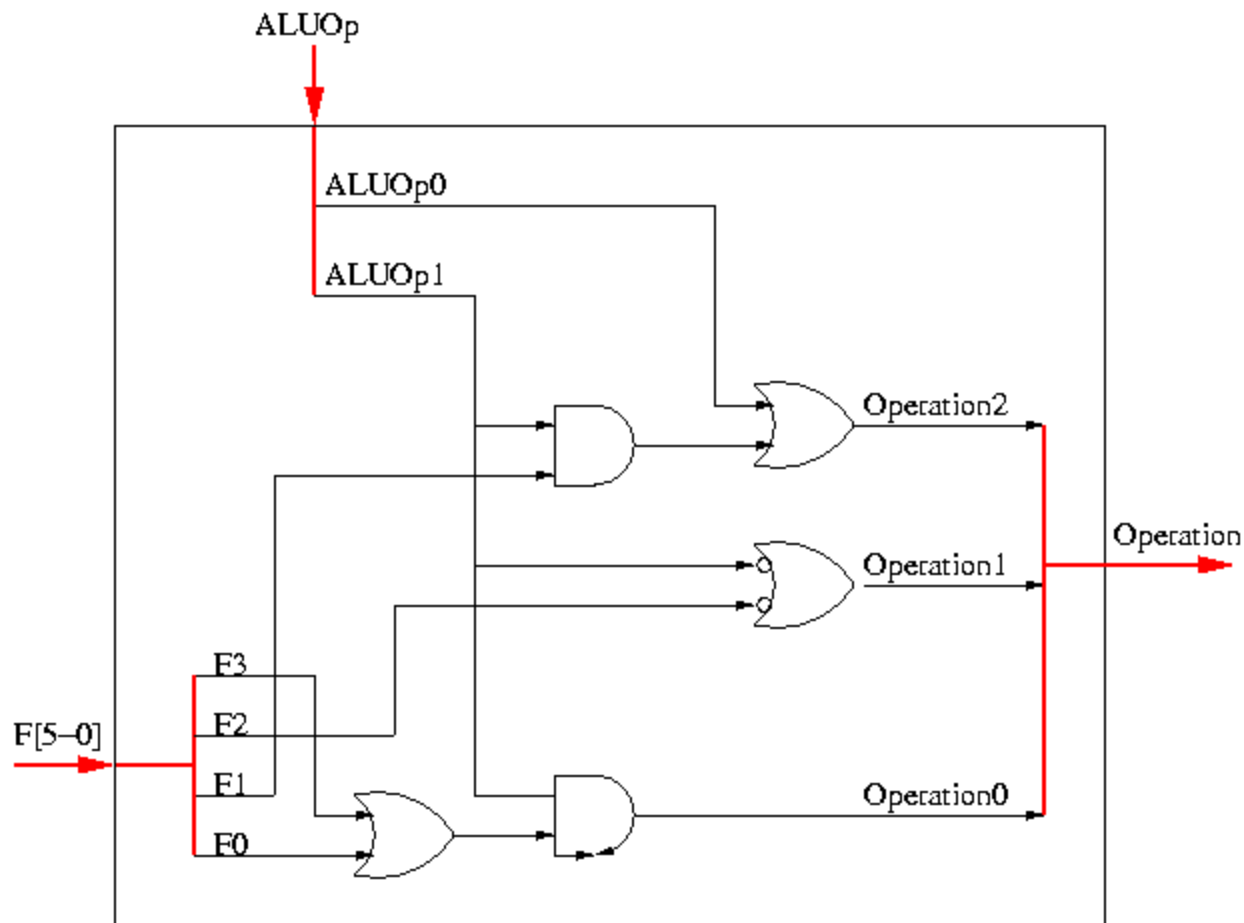 ALUOp
ALUOp0
ALUOp1
Operation2
Operation
Operation1
F3
F2
F[5-0]
F1
Operation0
F0